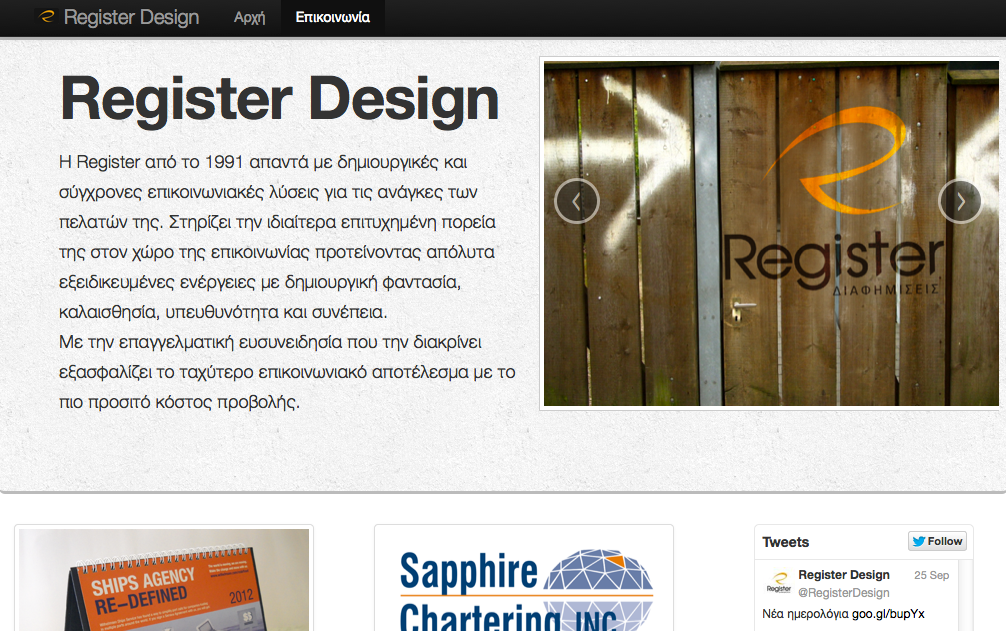 Register Design Αρχή Επικοινωνία
Register Design
Η Register από το 1991 απαντά με δημιουργικές και
σύγχρονες επικοινωνιακές λύσεις για τις ανάγκες των
πελατών της. Στηρίζει την ιδιαίτερα επιτυχημένη πορεία
της στον χώρο της επικοινωνίας προτείνοντας απόλυτα
εξειδικευμένες ενέργειες με δημιουργική φαντασία,
καλαισθησία, υπευθυνότητα και συνέπεια.
Με την επαγγελματική ευσυνειδησία που την διακρίνει
εξασφαλίζει το ταχύτερο επικοινωνιακό αποτέλεσμα με το
πιο προσιτό κόστος προβολής.
Register
ΔΙΑΦΗΜΙΣΕΙΣ
SHIPS AGENCY
RE-DEFINED
2012
Sapphire
Chartering INC
Tweets
Follow
Register Design 25 Sep
@RegisterDesign
Νέα ημερολόγια goo.gl/bupYx
Register